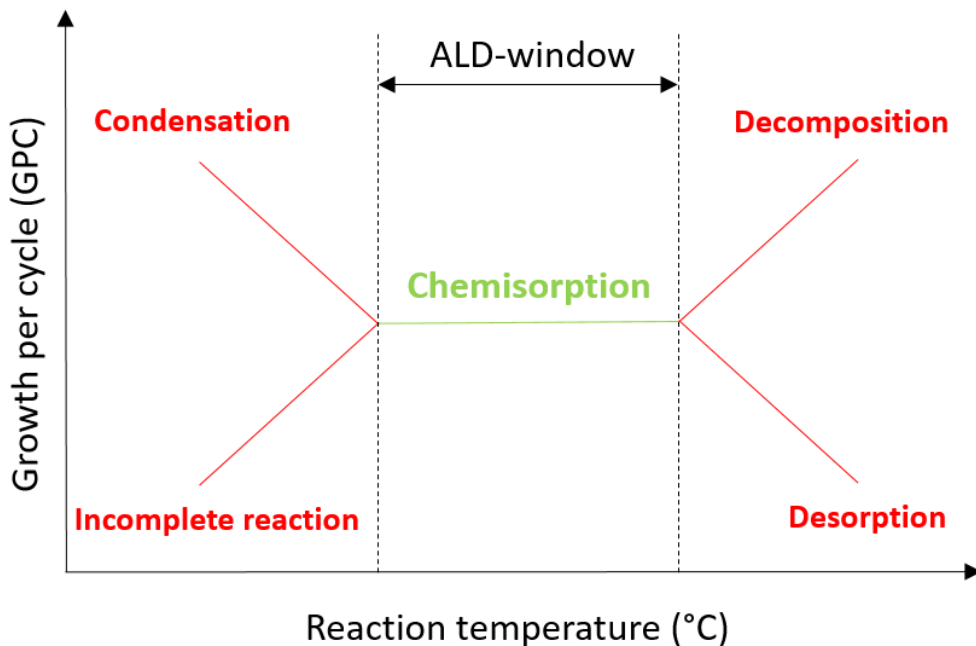 ALD-window
Condensation
Decomposition
Growth per cycle (GPC)
Chemisorption
Incomplete reaction
Desorption
Reaction temperature (°C)